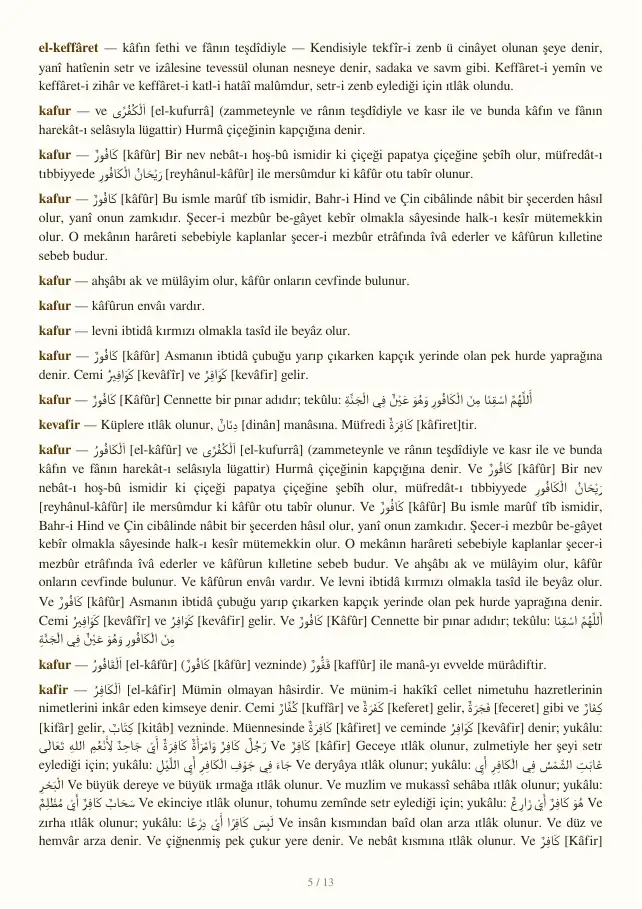 el-keffâret — kâfın fethi ve fânın teşdîdiyle — Kendisiyle tekfîr-i zenb ü cinâyet olunan şeye denir,
yanî hatîenin setr ve izâlesine tevessül olunan nesneye denir, sadaka ve savm gibi. Keffâret-i yemîn ve
keffâret-i zihâr ve keffâret-i katl-i hatâî malûmdur, setr-i zenb eylediği için ıtlâk olundu.
kafur — ve اَلْكُفُرَّى [el-kufurrâ] (zammeteynle ve rânın teşdîdiyle ve kasr ile ve bunda kâfın ve fânın
harekât-ı selâsıyla lügattir) Hurmâ çiçeğinin kapçığına denir.
kafur — كَافُورٌ [kâfûr] Bir nev nebât-ı hoş-bû ismidir ki çiçeği papatya çiçeğine şebîh olur, müfredât-ı
tıbbiyyede رَيْحَانُ الْكَافُورِ [reyhânul-kâfûr] ile mersûmdur ki kâfûr otu tabîr olunur.
kafur — كَافُورٌ [kâfûr] Bu ismle marûf tîb ismidir, Bahr-i Hind ve Çin cibâlinde nâbit bir şecerden hâsıl
olur, yanî onun zamkıdır. Şecer-i mezbûr be-gâyet kebîr olmakla sâyesinde halk-ı kesîr mütemekkin
olur. O mekânın harâreti sebebiyle kaplanlar şecer-i mezbûr etrâfında îvâ ederler ve kâfûrun kılletine
sebeb budur.
kafur — ahşâbı ak ve mülâyim olur, kâfûr onların cevfinde bulunur.
kafur — kâfûrun envâı vardır.
kafur — levni ibtidâ kırmızı olmakla tasîd ile beyâz olur.
kafur — كَافُورٌ [kâfûr] Asmanın ibtidâ çubuğu yarıp çıkarken kapçık yerinde olan pek hurde yaprağına
denir. Cemi كَوَافِيرُ [kevâfîr] ve كَوَافِرُ [kevâfir] gelir.
kafur — كَافُورٌ [Kâfûr] Cennette bir pınar adıdır; tekûlu: اَللّٰهُمَّ اسْقِنَا مِنَ الْكَافُورِ وَهُوَ عَيْنٌ فِي الْجَنَّةِ
kevafir — Küplere ıtlâk olunur, دِنَانٌ [dinân] manâsına. Müfredi كَافِرَةٌ [kâfiret]tir.
kafur — اَلْكَافُورُ [el-kâfûr] ve اَلْكُفُرَّى [el-kufurrâ] (zammeteynle ve rânın teşdîdiyle ve kasr ile ve bunda
kâfın ve fânın harekât-ı selâsıyla lügattir) Hurmâ çiçeğinin kapçığına denir. Ve كَافُورٌ [kâfûr] Bir nev
nebât-ı hoş-bû ismidir ki çiçeği papatya çiçeğine şebîh olur, müfredât-ı tıbbiyyede رَيْحَانُ الْكَافُورِ
[reyhânul-kâfûr] ile mersûmdur ki kâfûr otu tabîr olunur. Ve كَافُورٌ [kâfûr] Bu ismle marûf tîb ismidir,
Bahr-i Hind ve Çin cibâlinde nâbit bir şecerden hâsıl olur, yanî onun zamkıdır. Şecer-i mezbûr be-gâyet
kebîr olmakla sâyesinde halk-ı kesîr mütemekkin olur. O mekânın harâreti sebebiyle kaplanlar şecer-i
mezbûr etrâfında îvâ ederler ve kâfûrun kılletine sebeb budur. Ve ahşâbı ak ve mülâyim olur, kâfûr
onların cevfinde bulunur. Ve kâfûrun envâı vardır. Ve levni ibtidâ kırmızı olmakla tasîd ile beyâz olur.
Ve كَافُورٌ [kâfûr] Asmanın ibtidâ çubuğu yarıp çıkarken kapçık yerinde olan pek hurde yaprağına denir.
Cemi كَوَافِيرُ [kevâfîr] ve كَوَافِرُ [kevâfir] gelir. Ve كَافُورٌ [Kâfûr] Cennette bir pınar adıdır; tekûlu: اَللّٰهُمَّ اسْقِنَا
مِنَ الْكَافُورِ وَهُوَ عَيْنٌ فِي الْجَنَّةِ
kafur — اَلْقَافُورُ [el-kâfûr] (كَافُورٌ [kâfûr] vezninde) قَفُّورٌ [kaffûr] ile manâ-yı evvelde mürâdiftir.
kafir — اَلْكَافِرُ [el-kâfir] Mümin olmayan hâsirdir. Ve münim-i hakîkî cellet nimetuhu hazretlerinin
nimetlerini inkâr eden kimseye denir. Cemi كُفَّارٌ [kuffâr] ve كَفَرَةٌ [keferet] gelir, فَجَرَةٌ [feceret] gibi ve كِفَارٌ
[kifâr] gelir, كِتَابٌ [kitâb] vezninde. Müennesinde كَافِرَةٌ [kâfiret] ve ceminde كَوَافِرُ [kevâfir] denir; yukâlu:
رَجُلٌ كَافِرٌ وَامْرَأَةٌ كَافِرَةٌ أَيْ جَاحِدٌ لِأَنْعُمِ اللهِ تَعَالَى Ve كَافِرٌ [kâfir] Geceye ıtlâk olunur, zulmetiyle her şeyi setr
eylediği için; yukâlu: جَاءَ فِي جَوْفِ الْكَافِرِ أَيِ اللَّيْلِ Ve deryâya ıtlâk olunur; yukâlu: غَابَتِ الشَّمْسُ فِي الْكَافِرِ أَيِ
الْبَحْرِ Ve büyük dereye ve büyük ırmağa ıtlâk olunur. Ve muzlim ve mukassî sehâba ıtlâk olunur; yukâlu:
سَحَابٌ كَافِرٌ أَيْ مُظْلِمٌ Ve ekinciye ıtlâk olunur, tohumu zemînde setr eylediği için; yukâlu: هُوَ كَافِرٌ أَيْ زَارِعٌ Ve
zırha ıtlâk olunur; yukâlu: لَبِسَ كَافِرًا أَيْ دِرْعًا Ve insân kısmından baîd olan arza ıtlâk olunur. Ve düz ve
hemvâr arza denir. Ve çiğnenmiş pek çukur yere denir. Ve nebât kısmına ıtlâk olunur. Ve كَافِرٌ [Kâfir]
5 / 13